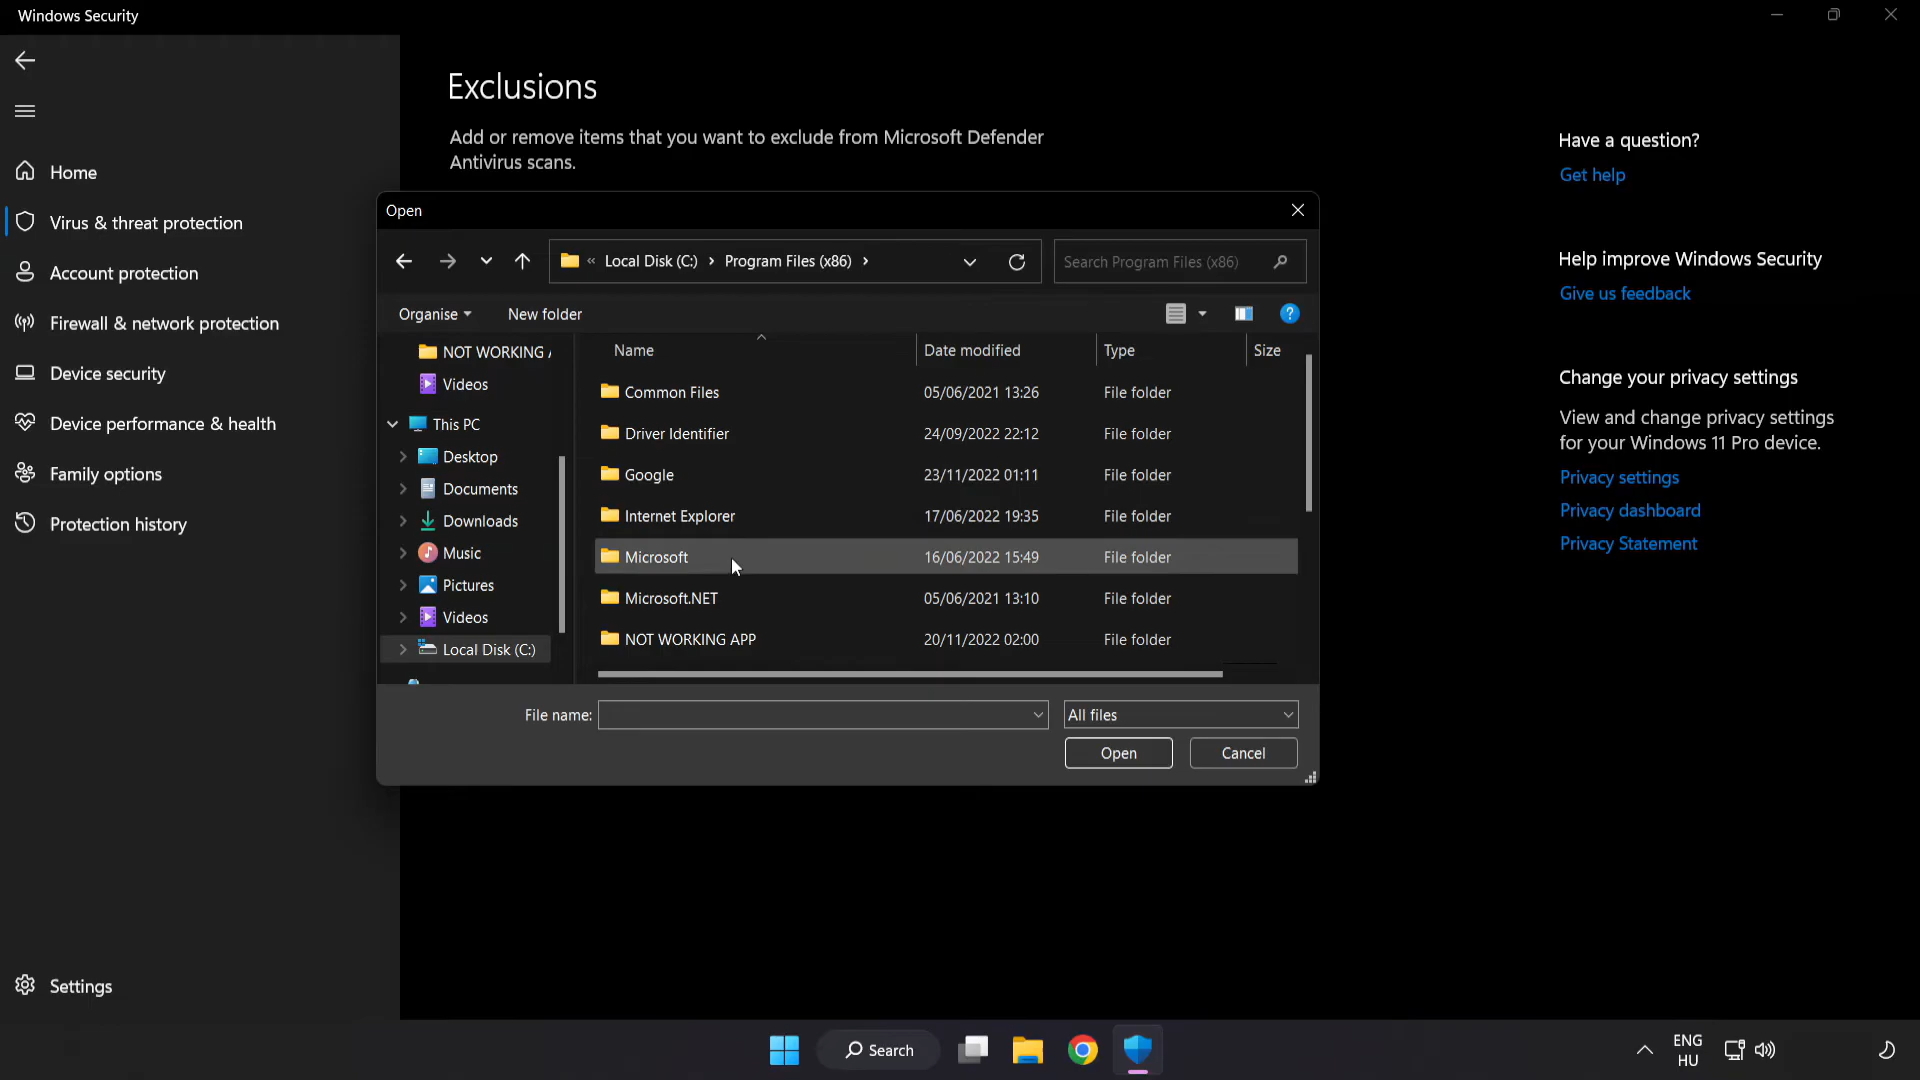 Windows Security
Home
Virus & threat protection
Account protection
Firewall & network protection
Device security
Device performance & health
Family options
Protection history
Settings
Exclusions
Add or remove items that you want to exclude from Microsoft Defender
Antivirus scans.
Open
« Local Disk (C:) › Program Files (x86) ›
Search Program Files (x86)
Organise
New folder
?
NOT WORKING
Videos
This PC
Desktop
Documents
Downloads
Music
Pictures
Videos
Local Disk (C:)
Name Date modified Type Size
Common Files 05/06/2021 13:26 File folder
Driver Identifier 24/09/2022 22:12 File folder
Google 23/11/2022 01:11 File folder
Internet Explorer 17/06/2022 19:35 File folder
Microsoft 16/06/2022 15:49 File folder
Microsoft.NET 05/06/2021 13:10 File folder
NOT WORKING APP 20/11/2022 02:00 File folder
File name:
All files
Open Cancel
Have a question?
Get help
Help improve Windows Security
Give us feedback
Change your privacy settings
View and change privacy settings
for your Windows 11 Pro device.
Privacy settings
Privacy dashboard
Privacy Statement
Search
ENG
HU